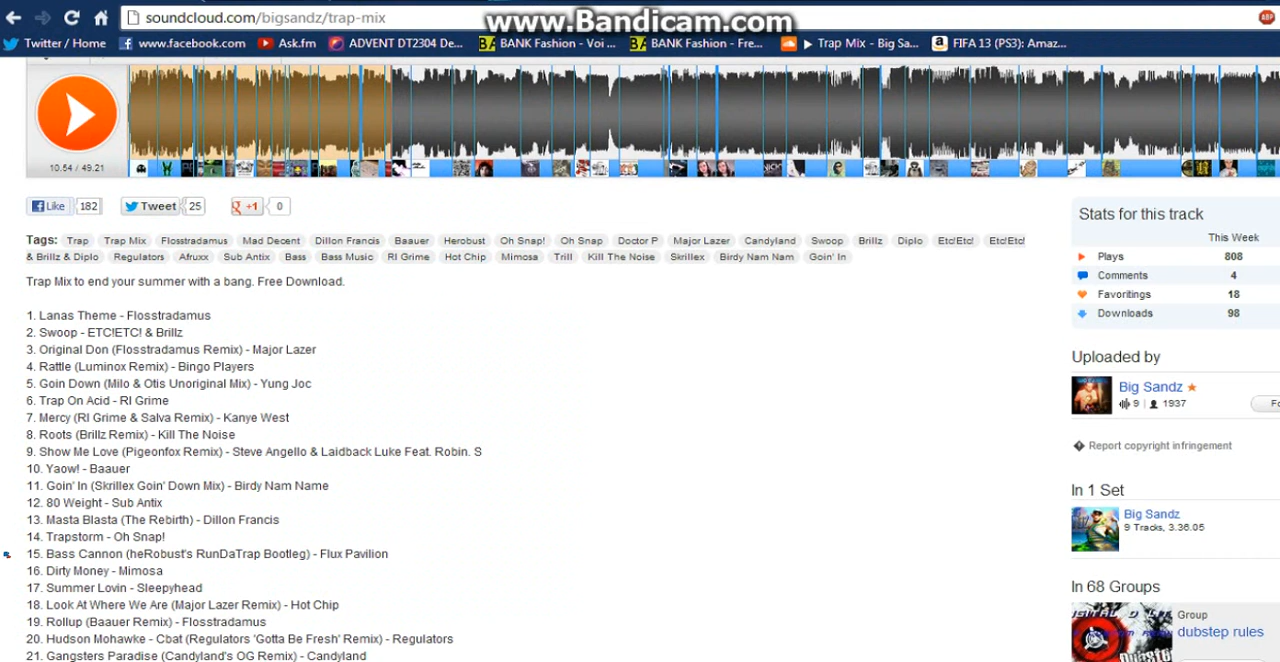 soundcloud.com/bigsandz/trap-mix
www.Bandicam.com
ABP
Twitter / Home
www.facebook.com
Ask.fm
ADVENT DT2304 De...
BANK Fashion - Voi ...
BANK Fashion - Fre...
▶ Trap Mix - Big Sa...
FIFA 13 (PS3): Amaz...
10.54 / 49.21
Like 182
Tweet 25
+1 0
Tags: Trap Trap Mix Flosstradamus Mad Decent Dillon Francis Baauer Herobust Oh Snap! Oh Snap Doctor P Major Lazer Candyland Swoop Brillz Diplo Etc!Etc! Etc!Etc!
& Brillz & Diplo Regulators Afruxx Sub Antix Bass Bass Music RI Grime Hot Chip Mimosa Trill Kill The Noise Skrillex Birdy Nam Nam Goin' In
Trap Mix to end your summer with a bang. Free Download.
1. Lanas Theme - Flosstradamus
2. Swoop - ETC!ETC! & Brillz
3. Original Don (Flosstradamus Remix) - Major Lazer
4. Rattle (Luminox Remix) - Bingo Players
5. Goin Down (Milo & Otis Unoriginal Mix) - Yung Joc
6. Trap On Acid - RI Grime
7. Mercy (RI Grime & Salva Remix) - Kanye West
8. Roots (Brillz Remix) - Kill The Noise
9. Show Me Love (Pigeonfox Remix) - Steve Angello & Laidback Luke Feat. Robin. S
10. Yaow! - Baauer
11. Goin' In (Skrillex Goin' Down Mix) - Birdy Nam Name
12. 80 Weight - Sub Antix
13. Masta Blasta (The Rebirth) - Dillon Francis
14. Trapstorm - Oh Snap!
15. Bass Cannon (heRobust's RunDaTrap Bootleg) - Flux Pavilion
16. Dirty Money - Mimosa
17. Summer Lovin - Sleepyhead
18. Look At Where We Are (Major Lazer Remix) - Hot Chip
19. Rollup (Baauer Remix) - Flosstradamus
20. Hudson Mohawke - Cbat (Regulators 'Gotta Be Fresh' Remix) - Regulators
21. Gangsters Paradise (Candyland's OG Remix) - Candyland
Stats for this track
This Week
Plays 808
Comments 4
Favoritings 18
Downloads 98
Uploaded by
Big Sandz
9 | 1937
Fo
Report copyright infringement
In 1 Set
Big Sandz
9 Tracks, 3.36.05
In 68 Groups
Group
dubstep rules